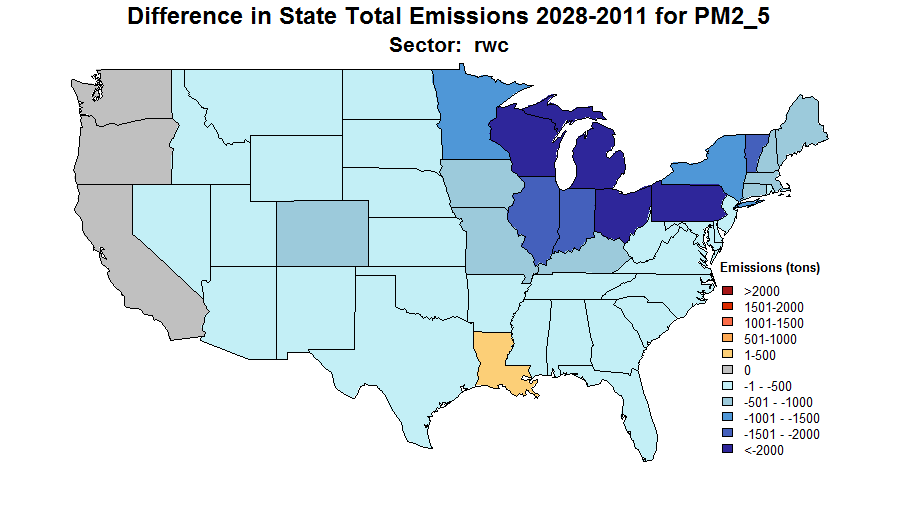 Difference in State Total Emissions 2028-2011 for PM2_5
Sector: rwc
Emissions (tons)
>2000
1501-2000
1001-1500
501-1000
1-500
0
-1 - -500
-501 - -1000
-1001 - -1500
-1501 - -2000
<-2000